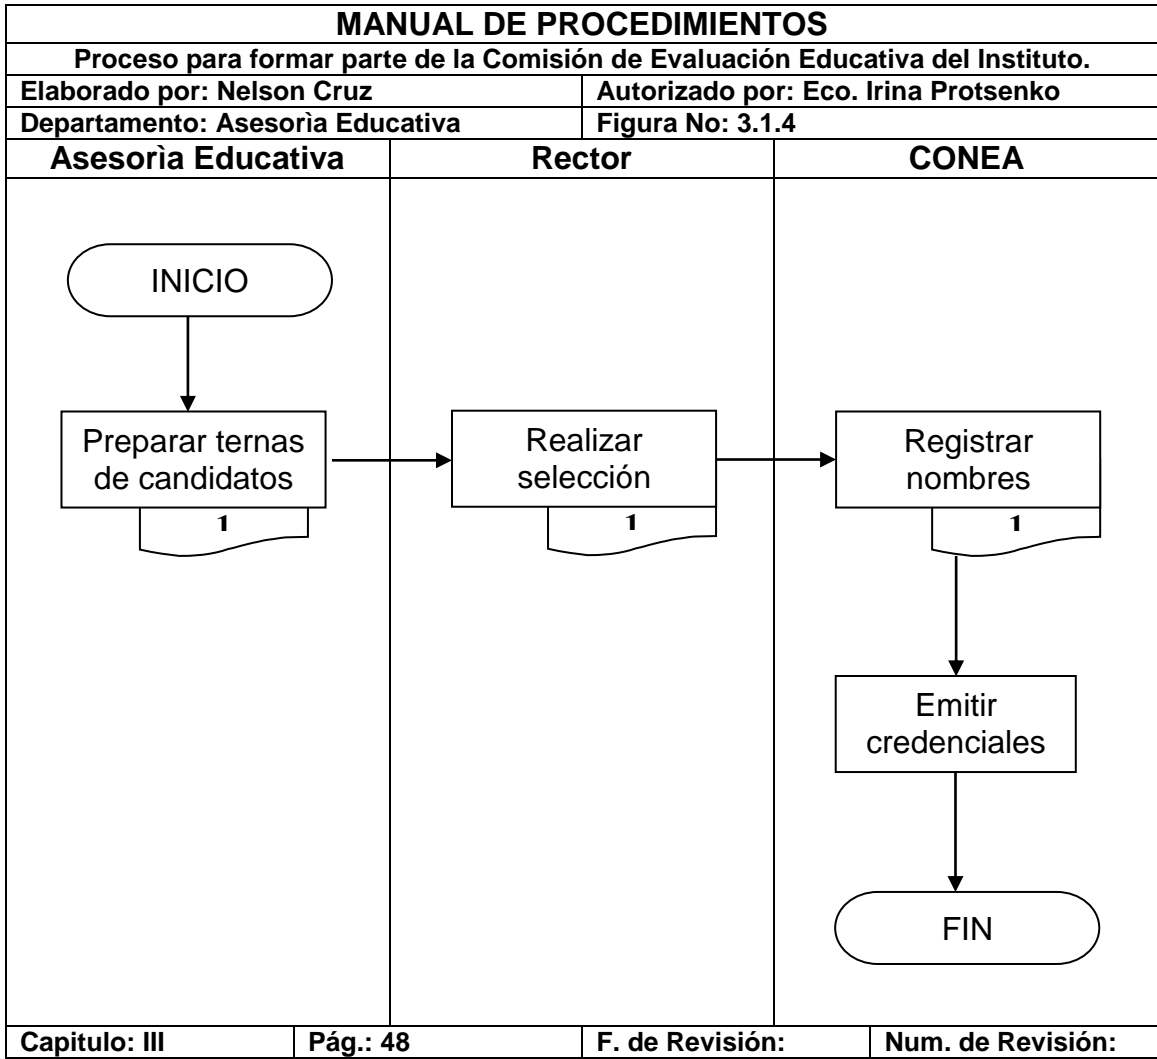 MANUAL DE PROCEDIMIENTOS
Proceso para formar parte de la Comisión de Evaluación Educativa del Instituto.
Elaborado por: Nelson Cruz
Autorizado por: Eco. Irina Protsenko
Departamento: Asesorìa Educativa
Figura No: 3.1.4
Asesorìa Educativa
Rector
CONEA
INICIO
Preparar ternas
de candidatos
1
Realizar
selección
1
Registrar
nombres
1
Emitir
credenciales
FIN
Capitulo: III
Pág.: 48
F. de Revisión:
Num. de Revisión: